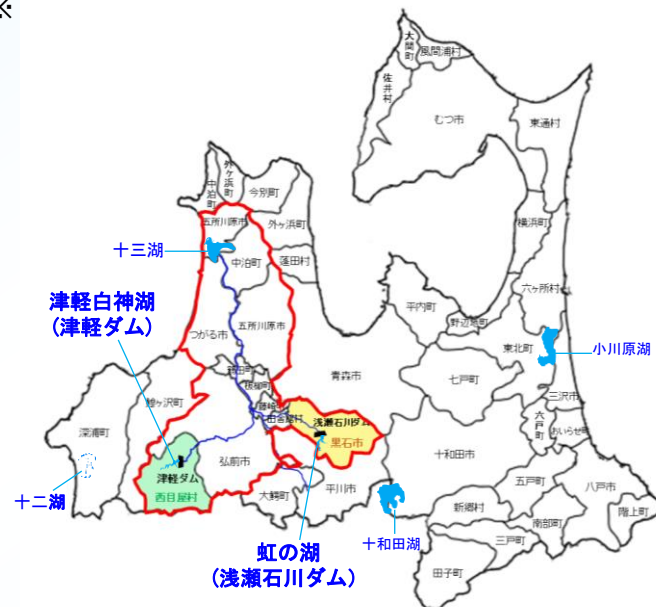 ※
大間町
風間浦村
佐井村
むつ市
東通村
外ヶ浜町
中泊町
今別町
五所川原市
外ヶ浜町
横浜町
十三湖
中泊町
蓬田村
六ヶ所村
平内町
野辺地町
津軽白神湖
(津軽ダム)
つがる市
五所川原市
東北町
小川原湖
青森市
七戸町
板柳町
三沢市
鰺ヶ沢町
藤崎町
田舎館村
浅瀬石川ダム
六戸町
おいらせ町
深浦町
黒石市
十和田市
弘前市
津軽ダム
西目屋村
五戸町
八戸市
十二湖
大鰐町
平川市
新郷村
南部町
階上町
十和田湖
三戸町
虹の湖
(浅瀬石川ダム)
田子町